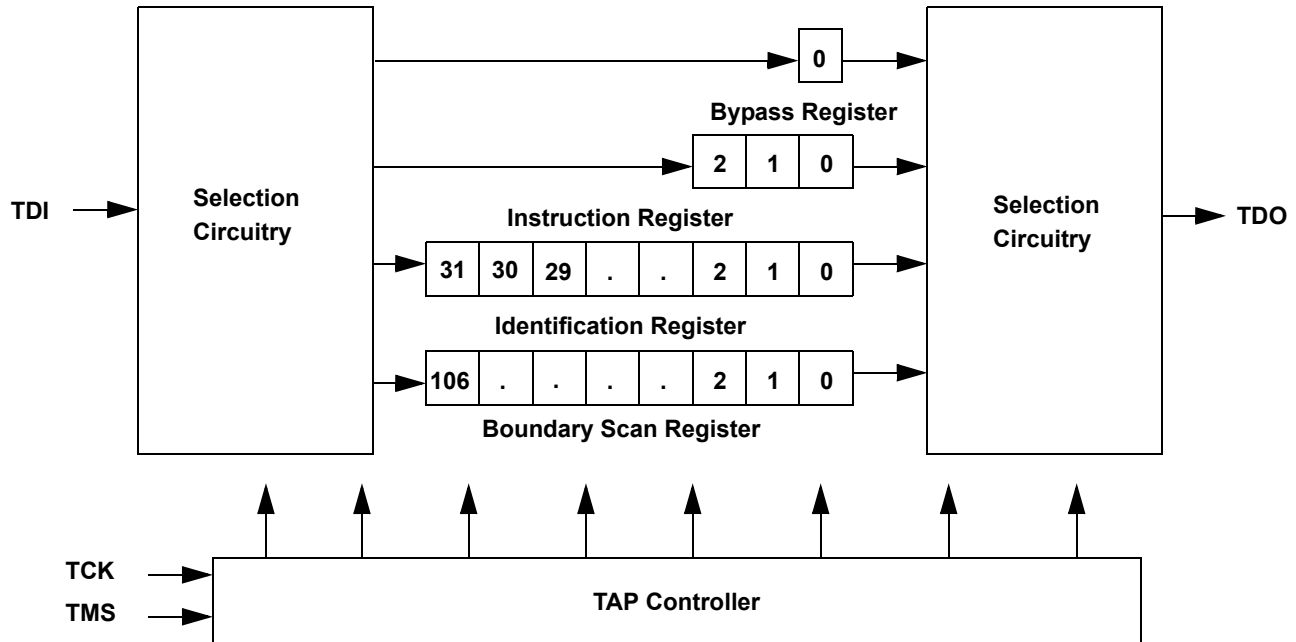 0
Bypass Register
2 1 0
TDI
Selection
Circuitry
Selection
Circuitry
TDO
Instruction Register
31 30 29 . . 2 1 0
Identification Register
106 . . . . 2 1 0
Boundary Scan Register
TCK
TMS
TAP Controller